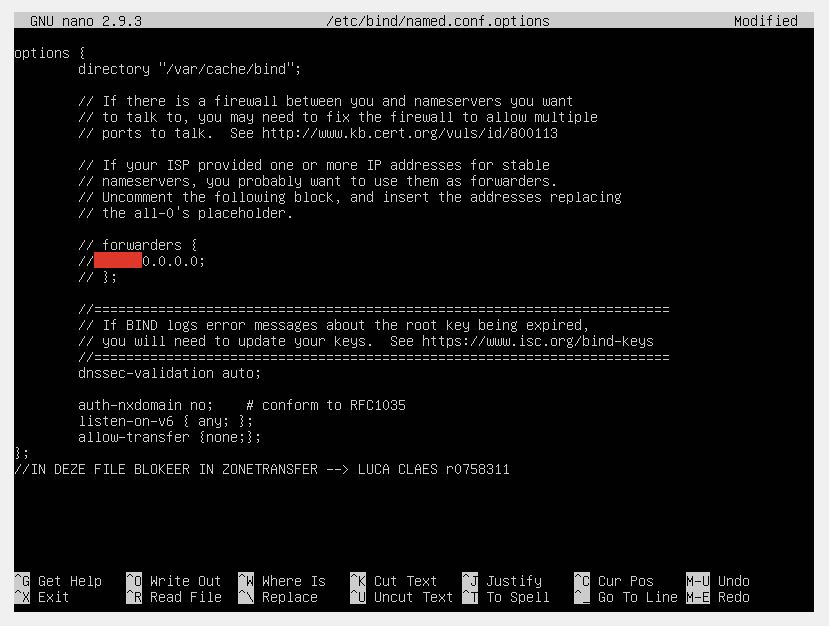 GNU nano 2.9.3 /etc/bind/named.conf.options Modified
options {
directory "/var/cache/bind";
// If there is a firewall between you and nameservers you want
// to talk to, you may need to fix the firewall to allow multiple
// ports to talk.  See http://www.kb.cert.org/vuls/id/800113
// If your ISP provided one or more IP addresses for stable
// nameservers, you probably want to use them as forwarders.
// Uncomment the following block, and insert the addresses replacing
// the all-0's placeholder.
// forwarders {
// 0.0.0.0;
// };
//========================================================================
// If BIND logs error messages about the root key being expired,
// you will need to update your keys.  See https://www.isc.org/bind-keys
//========================================================================
dnssec-validation auto;
auth-nxdomain no;    # conform to RFC1035
listen-on-v6 { any; };
allow-transfer {none;};
};
//IN DEZE FILE BLOKEER IN ZONETRANSFER --> LUCA CLAES r0758311
^G Get Help ^O Write Out ^W Where Is ^K Cut Text ^J Justify ^C Cur Pos M-U Undo
^X Exit ^R Read File ^\ Replace ^U Uncut Text ^T To Spell ^_ Go To Line M-E Redo